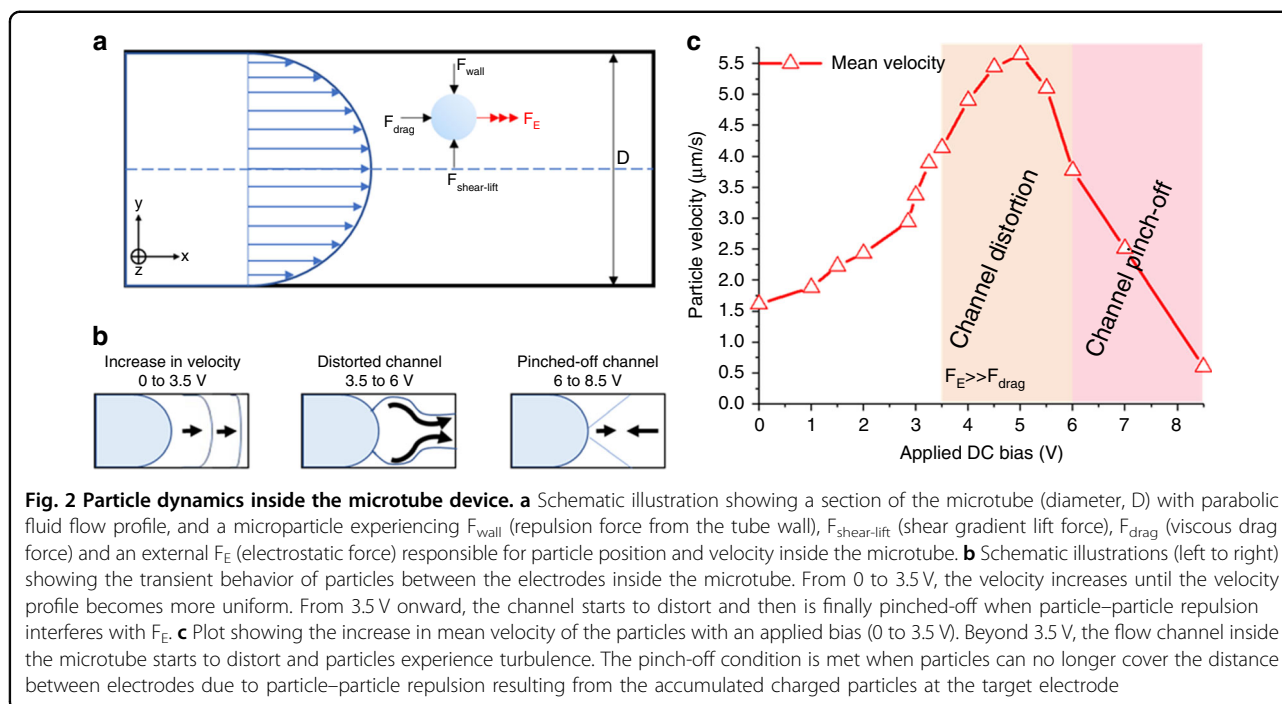 a
F_wall
F_drag
F_E
F_shear-lift
D
y
z
x
b
Increase in velocity
0 to 3.5 V
Distorted channel
3.5 to 6 V
Pinched-off channel
6 to 8.5 V
c
Mean velocity
Particle velocity (μm/s)
5.5
5.0
4.5
4.0
3.5
3.0
2.5
2.0
1.5
1.0
0.5
0.0
Channel distortion
Channel pinch-off
F_E>>F_drag
0 1 2 3 4 5 6 7 8
Applied DC bias (V)
Fig. 2 Particle dynamics inside the microtube device. a Schematic illustration showing a section of the microtube (diameter, D) with parabolic
fluid flow profile, and a microparticle experiencing F_wall (repulsion force from the tube wall), F_shear-lift (shear gradient lift force), F_drag (viscous drag
force) and an external F_E (electrostatic force) responsible for particle position and velocity inside the microtube. b Schematic illustrations (left to right)
showing the transient behavior of particles between the electrodes inside the microtube. From 0 to 3.5 V, the velocity increases until the velocity
profile becomes more uniform. From 3.5 V onward, the channel starts to distort and then is finally pinched-off when particle–particle repulsion
interferes with F_E. c Plot showing the increase in mean velocity of the particles with an applied bias (0 to 3.5 V). Beyond 3.5 V, the flow channel inside
the microtube starts to distort and particles experience turbulence. The pinch-off condition is met when particles can no longer cover the distance
between electrodes due to particle–particle repulsion resulting from the accumulated charged particles at the target electrode